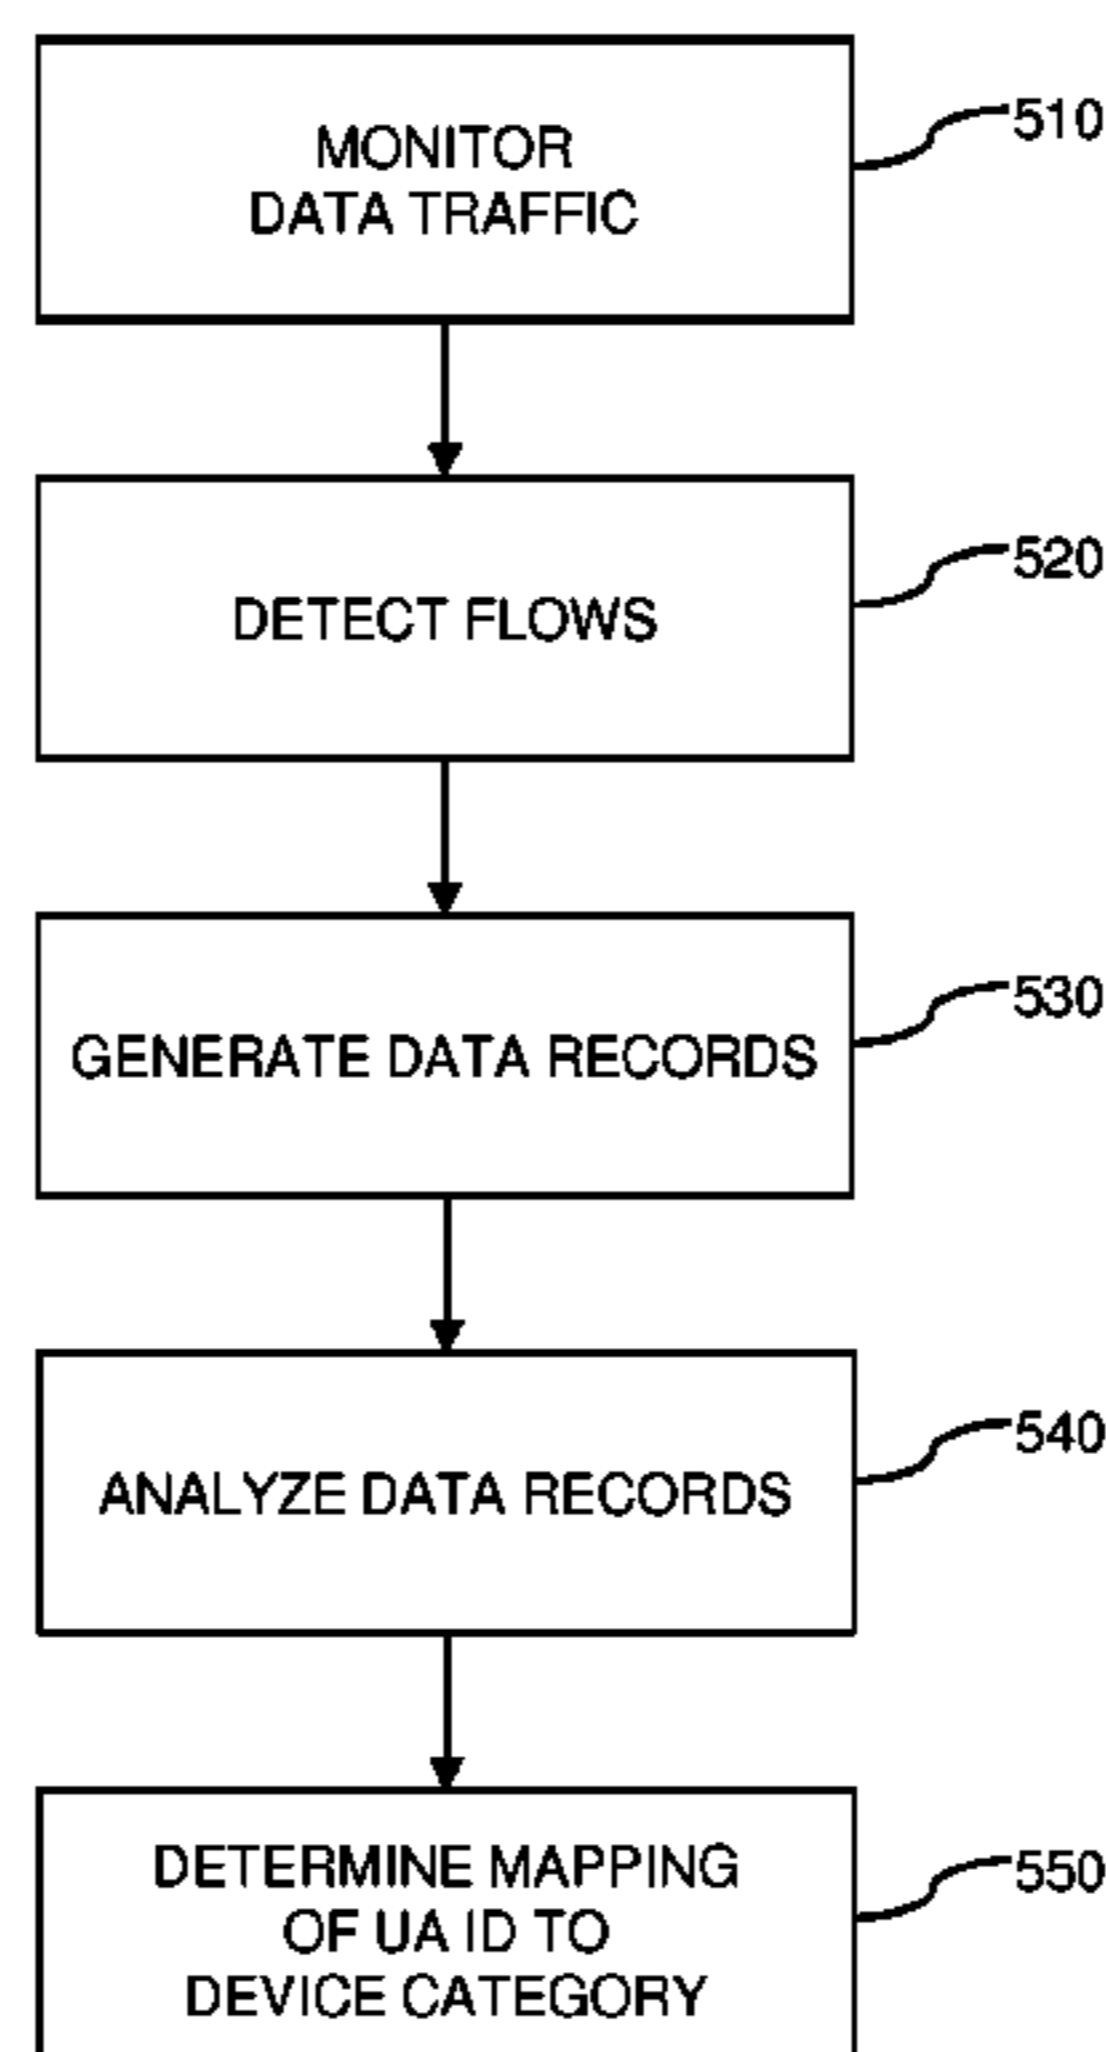 MONITOR
DATA TRAFFIC
510
DETECT FLOWS
520
GENERATE DATA RECORDS
530
ANALYZE DATA RECORDS
540
DETERMINE MAPPING
OF UA ID TO
DEVICE CATEGORY
550